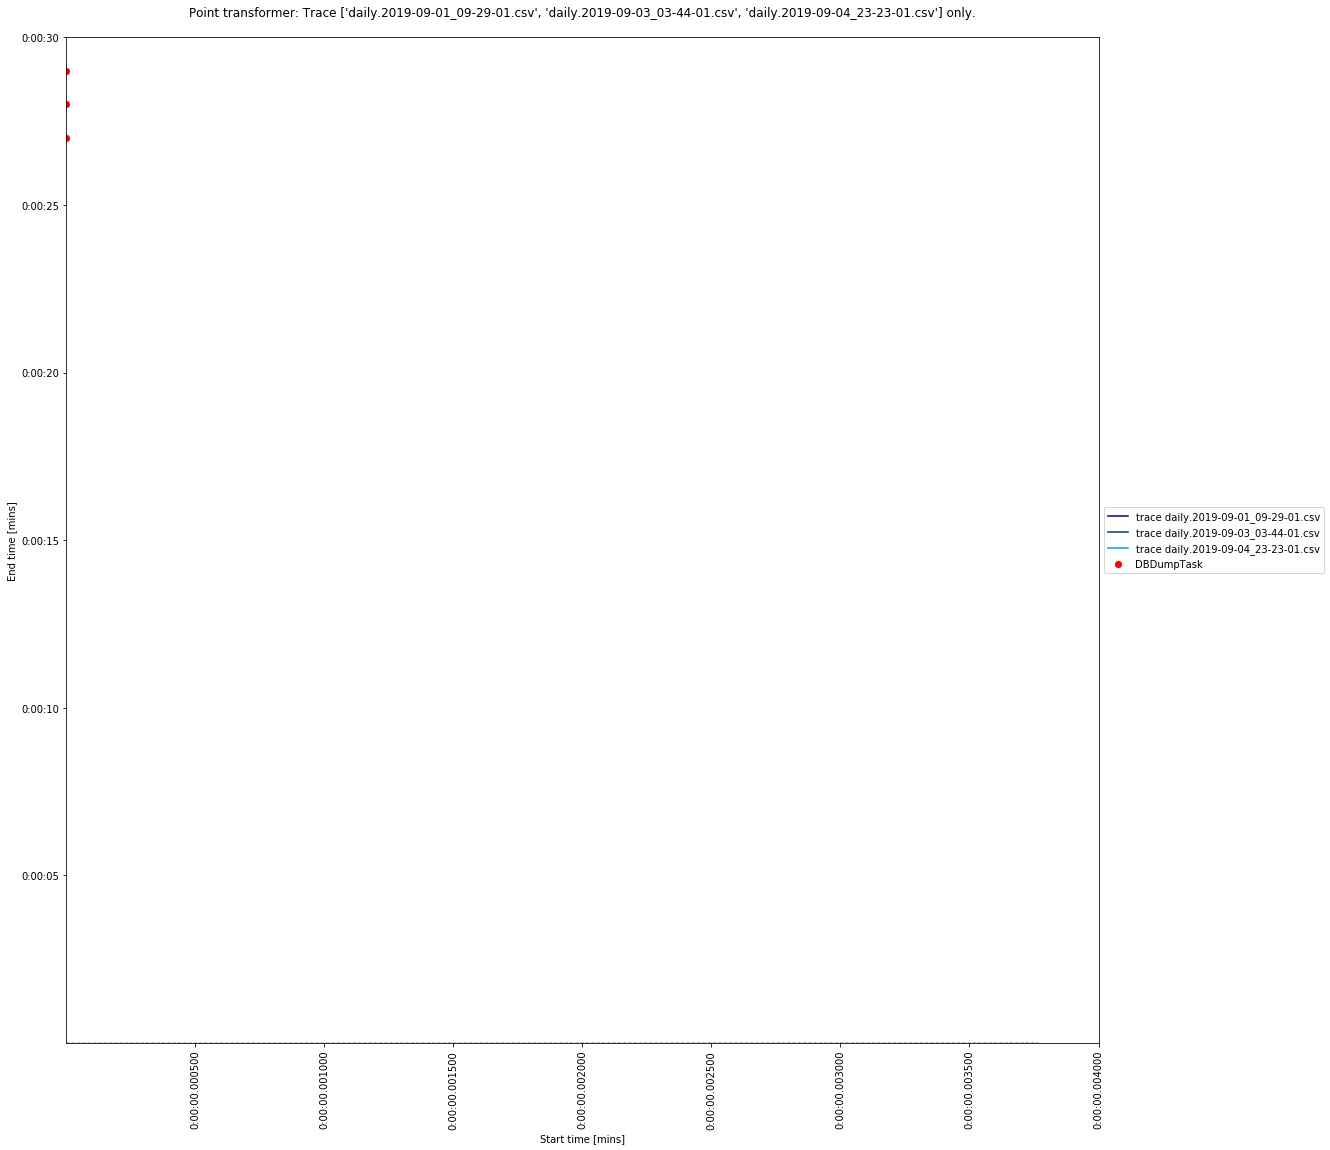 Point transformer: Trace ['daily.2019-09-01_09-29-01.csv', 'daily.2019-09-03_03-44-01.csv', 'daily.2019-09-04_23-23-01.csv'] only.
0:00:30
0:00:25
0:00:20
0:00:15
0:00:10
0:00:05
End time [mins]
trace daily.2019-09-01_09-29-01.csv
trace daily.2019-09-03_03-44-01.csv
trace daily.2019-09-04_23-23-01.csv
DBDumpTask
0:00:00.000500
0:00:00.001000
0:00:00.001500
0:00:00.002000
0:00:00.002500
0:00:00.003000
0:00:00.003500
0:00:00.004000
Start time [mins]